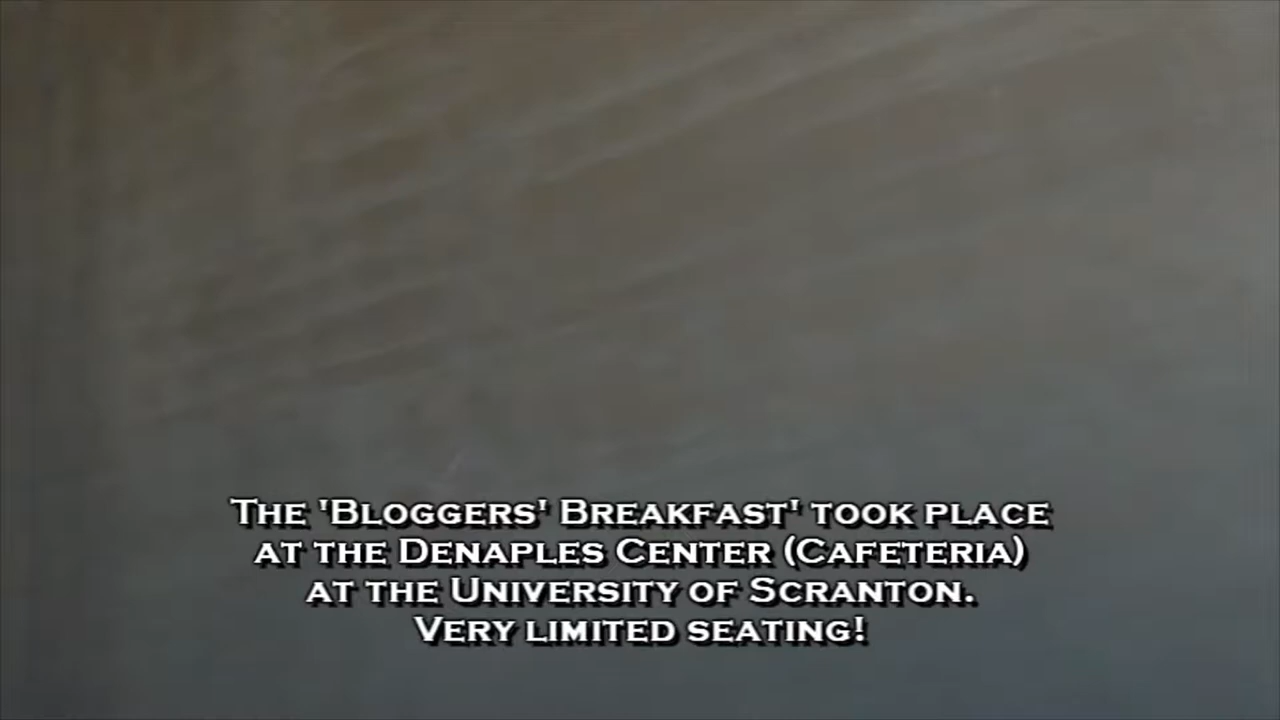 The 'Bloggers' Breakfast' took place
at the Denaples Center (Cafeteria)
at the University of Scranton.
Very limited seating!